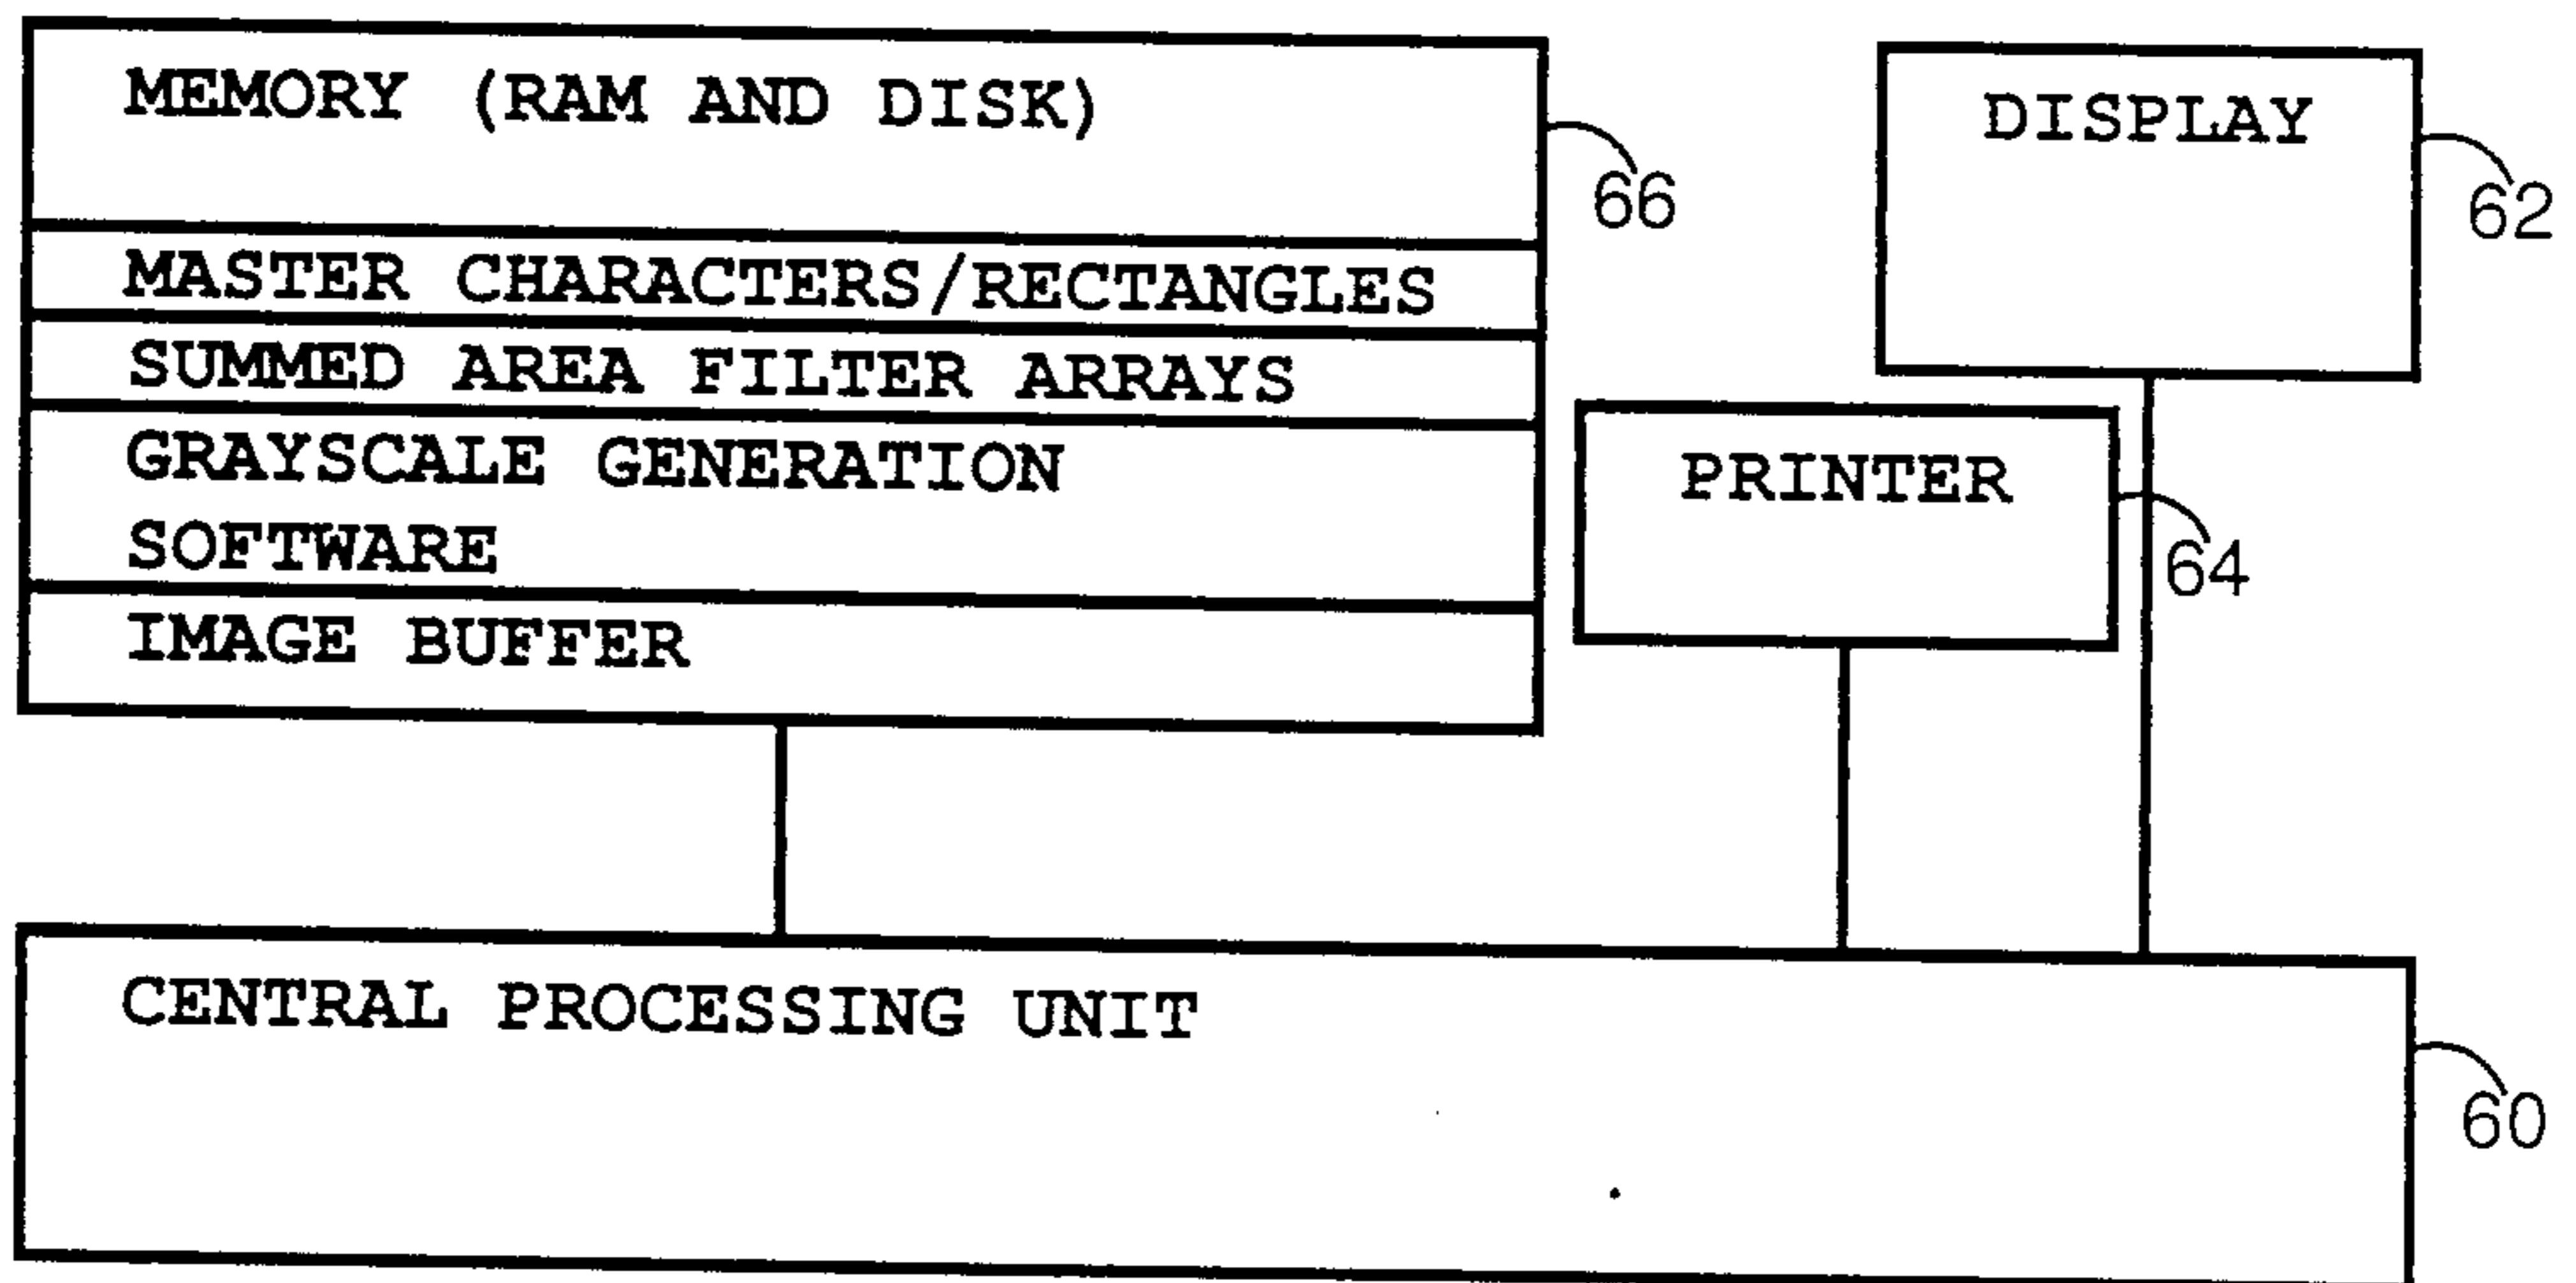 MEMORY (RAM AND DISK)
66
MASTER CHARACTERS/RECTANGLES
SUMMED AREA FILTER ARRAYS
GRAYSCALE GENERATION
SOFTWARE
IMAGE BUFFER
DISPLAY
62
PRINTER
64
CENTRAL PROCESSING UNIT
60